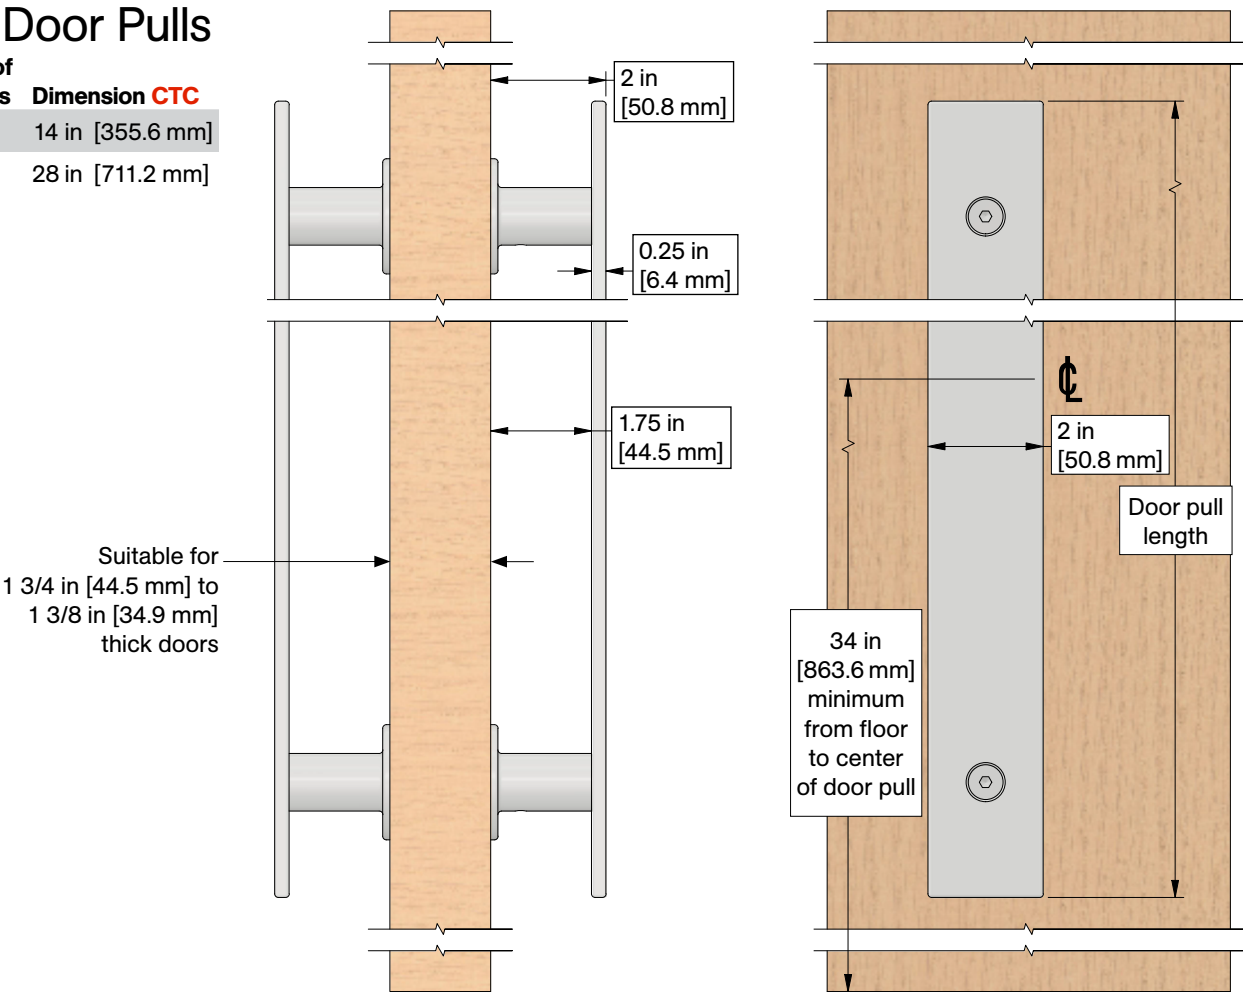 Door Pulls
of
s Dimension CTC
14 in [355.6 mm]
28 in [711.2 mm]
2 in
[50.8 mm]
0.25 in
[6.4 mm]
1.75 in
[44.5 mm]
Suitable for
1 3/4 in [44.5 mm] to
1 3/8 in [34.9 mm]
thick doors
℄
2 in
[50.8 mm]
Door pull
length
34 in
[863.6 mm]
minimum
from floor
to center
of door pull